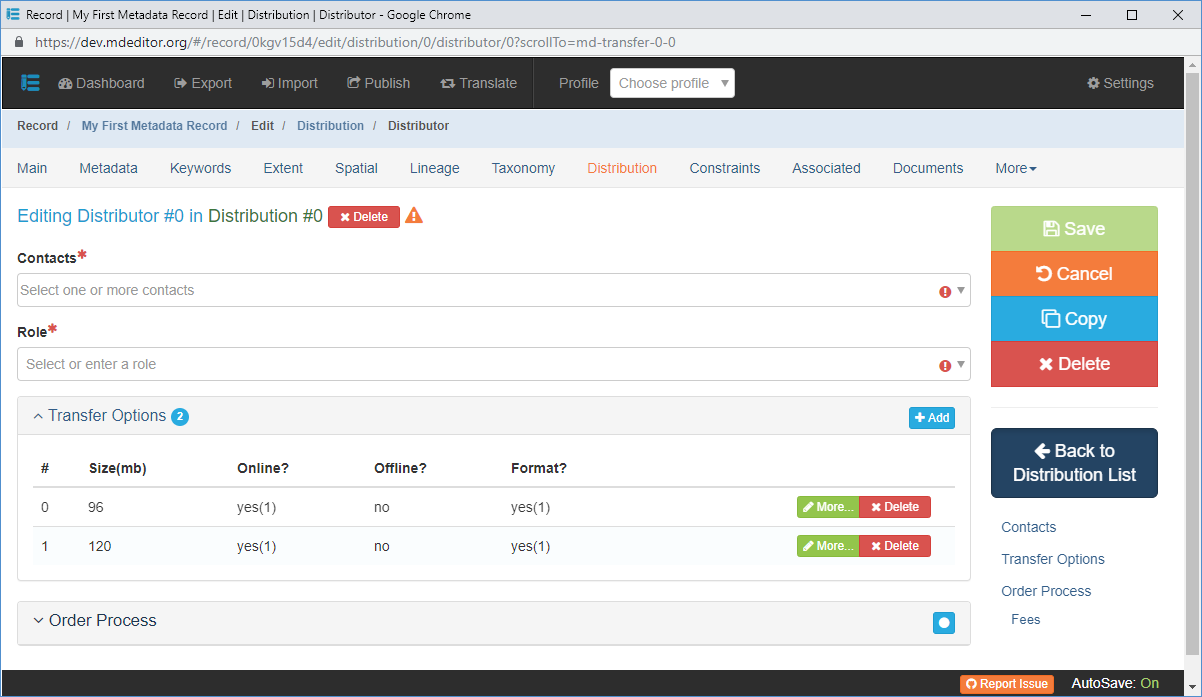 Record | My First Metadata Record | Edit | Distribution | Distributor - Google Chrome
https://dev.mdeditor.org/#/record/0kgv15d4/edit/distribution/0/distributor/0?scrollTo=md-transfer-0-0
Dashboard Export Import Publish Translate Profile Choose profile Settings
Record / My First Metadata Record / Edit / Distribution / Distributor
Main Metadata Keywords Extent Spatial Lineage Taxonomy Distribution Constraints Associated Documents More
Editing Distributor #0 in Distribution #0 Delete
Contacts*
Select one or more contacts
Role*
Select or enter a role
Transfer Options 2 Add
# Size(mb) Online? Offline? Format?
0 96 yes(1) no yes(1) More... Delete
1 120 yes(1) no yes(1) More... Delete
Order Process
Save
Cancel
Copy
Delete
Back to
Distribution List
Contacts
Transfer Options
Order Process
Fees
Report Issue AutoSave: On